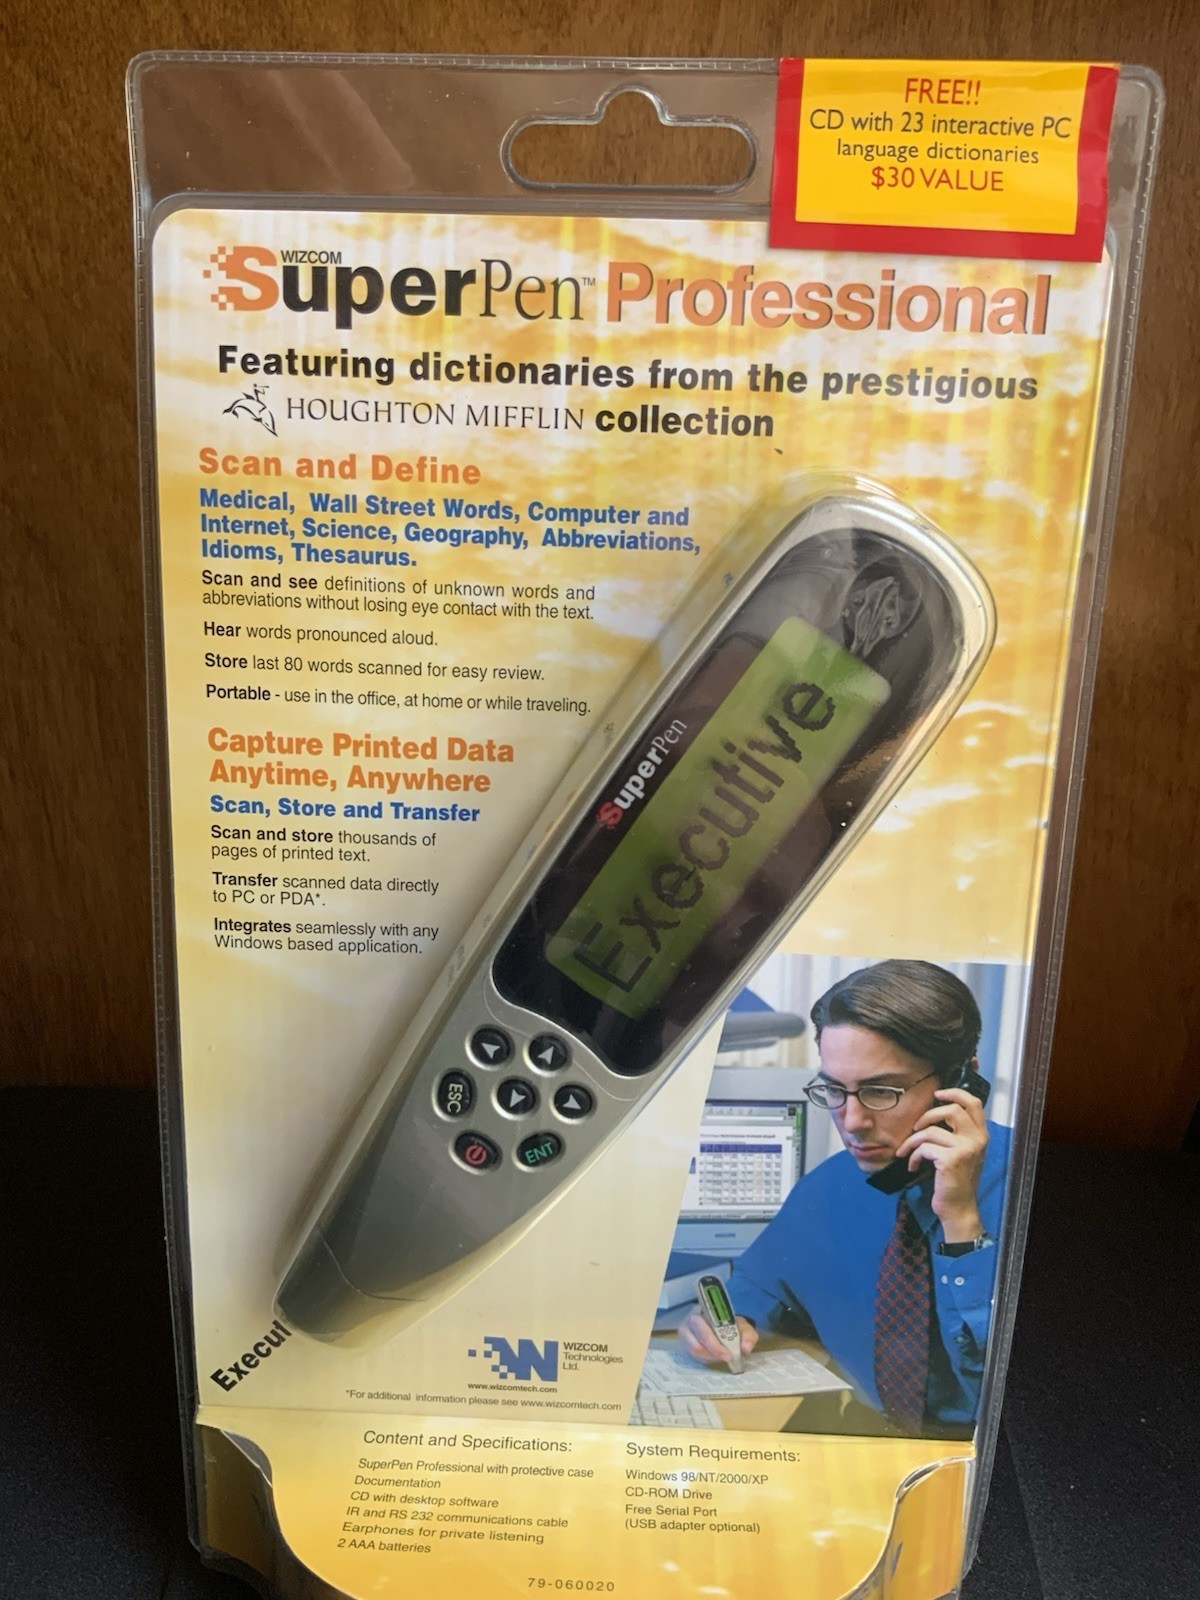 FREE!!
CD with 23 interactive PC
language dictionaries
$30 VALUE
WIZCOM
SuperPen™ Professional
Featuring dictionaries from the prestigious
HOUGHTON MIFFLIN collection
Scan and Define
Medical, Wall Street Words, Computer and
Internet, Science, Geography, Abbreviations,
Idioms, Thesaurus.
Scan and see definitions of unknown words and
abbreviations without losing eye contact with the text.
Hear words pronounced aloud.
Store last 80 words scanned for easy review.
Portable - use in the office, at home or while traveling.
Capture Printed Data
Anytime, Anywhere
Scan, Store and Transfer
Scan and store thousands of
pages of printed text.
Transfer scanned data directly
to PC or PDA*.
Integrates seamlessly with any
Windows based application.
SuperPen
Executive
ESC
ENT
Execut
WIZCOM
Technologies
Ltd.
www.wizcomtech.com
*For additional information please see www.wizcomtech.com
Content and Specifications:
SuperPen Professional with protective case
Documentation
CD with desktop software
IR and RS 232 communications cable
Earphones for private listening
2 AAA batteries
System Requirements:
Windows 98/NT/2000/XP
CD-ROM Drive
Free Serial Port
(USB adapter optional)
79-060020